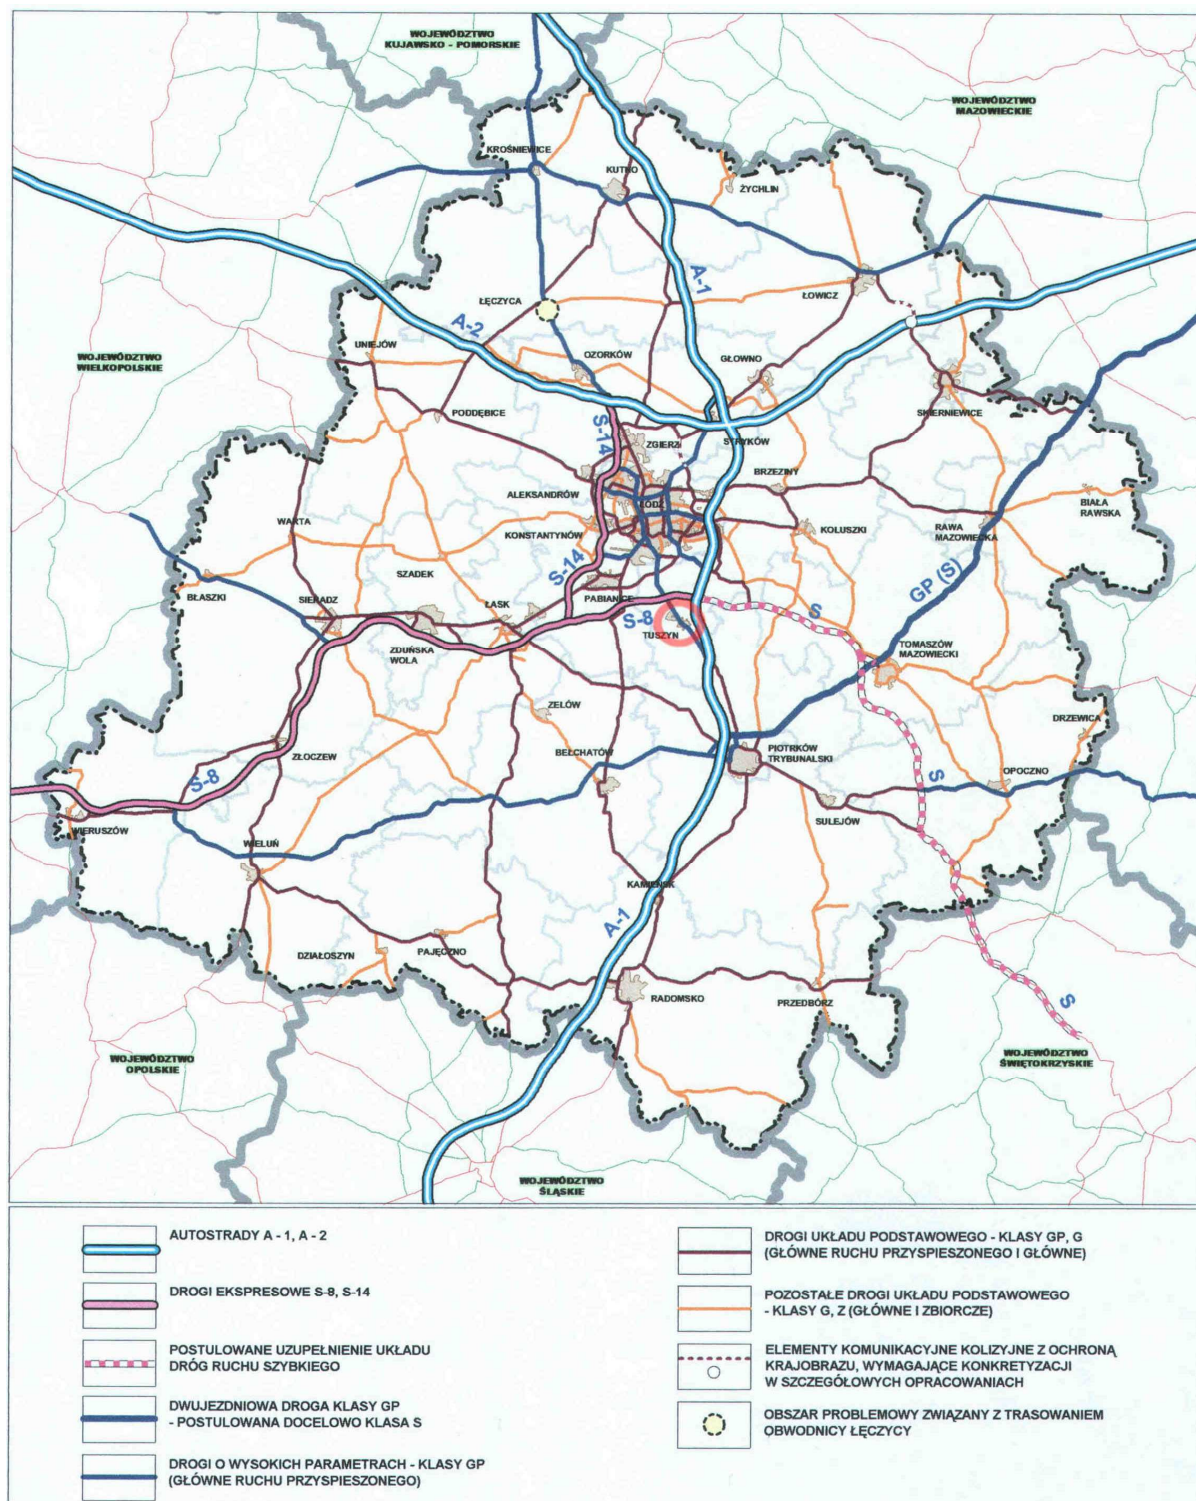 WOJEWÓDZTWO
KUJAWSKO - POMORSKIE
WOJEWÓDZTWO
MAZOWIECKIE
KROŚNIEWICE
KUTNO
ŻYCHLIN
A-1
ŁĘCZYCA
ŁOWICZ
A-2
WOJEWÓDZTWO
WIELKOPOLSKIE
UNIEJÓW
OZORKÓW
GŁOWNO
PODDĘBICE
SKIERNIEWICE
S-14
ZGIERZ
STRYKÓW
BRZEZINY
ALEKSANDRÓW
ŁÓDŹ
BIAŁA
RAWSKA
WARTA
KONSTANTYNÓW
KOLUSZKI
RAWA
MAZOWIECKA
SZADEK
S-14
GP (S)
BŁASZKI
SIERADZ
ŁASK
PABIANICE
S-8
S
TUSZYN
ZDUŃSKA
WOLA
TOMASZÓW
MAZOWIECKI
ZELÓW
DRZEWICA
ZŁOCZEW
BEŁCHATÓW
PIOTRKÓW
TRYBUNALSKI
S-8
S
OPOCZNO
WIERUSZÓW
SULEJÓW
WIELUŃ
KAMIEŃSK
A-1
PAJĘCZNO
DZIAŁOSZYN
RADOMSKO
PRZEDBÓRZ
S
WOJEWÓDZTWO
OPOLSKIE
WOJEWÓDZTWO
ŚWIĘTOKRZYSKIE
WOJEWÓDZTWO
ŚLĄSKIE
AUTOSTRADY A - 1, A - 2
DROGI EKSPRESOWE S-8, S-14
POSTULOWANE UZUPEŁNIENIE UKŁADU
DRÓG RUCHU SZYBKIEGO
DWUJEZDNIOWA DROGA KLASY GP
- POSTULOWANA DOCELOWO KLASA S
DROGI O WYSOKICH PARAMETRACH - KLASY GP
(GŁÓWNE RUCHU PRZYSPIESZONEGO)
DROGI UKŁADU PODSTAWOWEGO - KLASY GP, G
(GŁÓWNE RUCHU PRZYSPIESZONEGO I GŁÓWNE)
POZOSTAŁE DROGI UKŁADU PODSTAWOWEGO
- KLASY G, Z (GŁÓWNE I ZBIORCZE)
ELEMENTY KOMUNIKACYJNE KOLIZYJNE Z OCHRONĄ
KRAJOBRAZU, WYMAGAJĄCE KONKRETYZACJI
W SZCZEGÓŁOWYCH OPRACOWANIACH
OBSZAR PROBLEMOWY ZWIĄZANY Z TRASOWANIEM
OBWODNICY ŁĘCZYCY